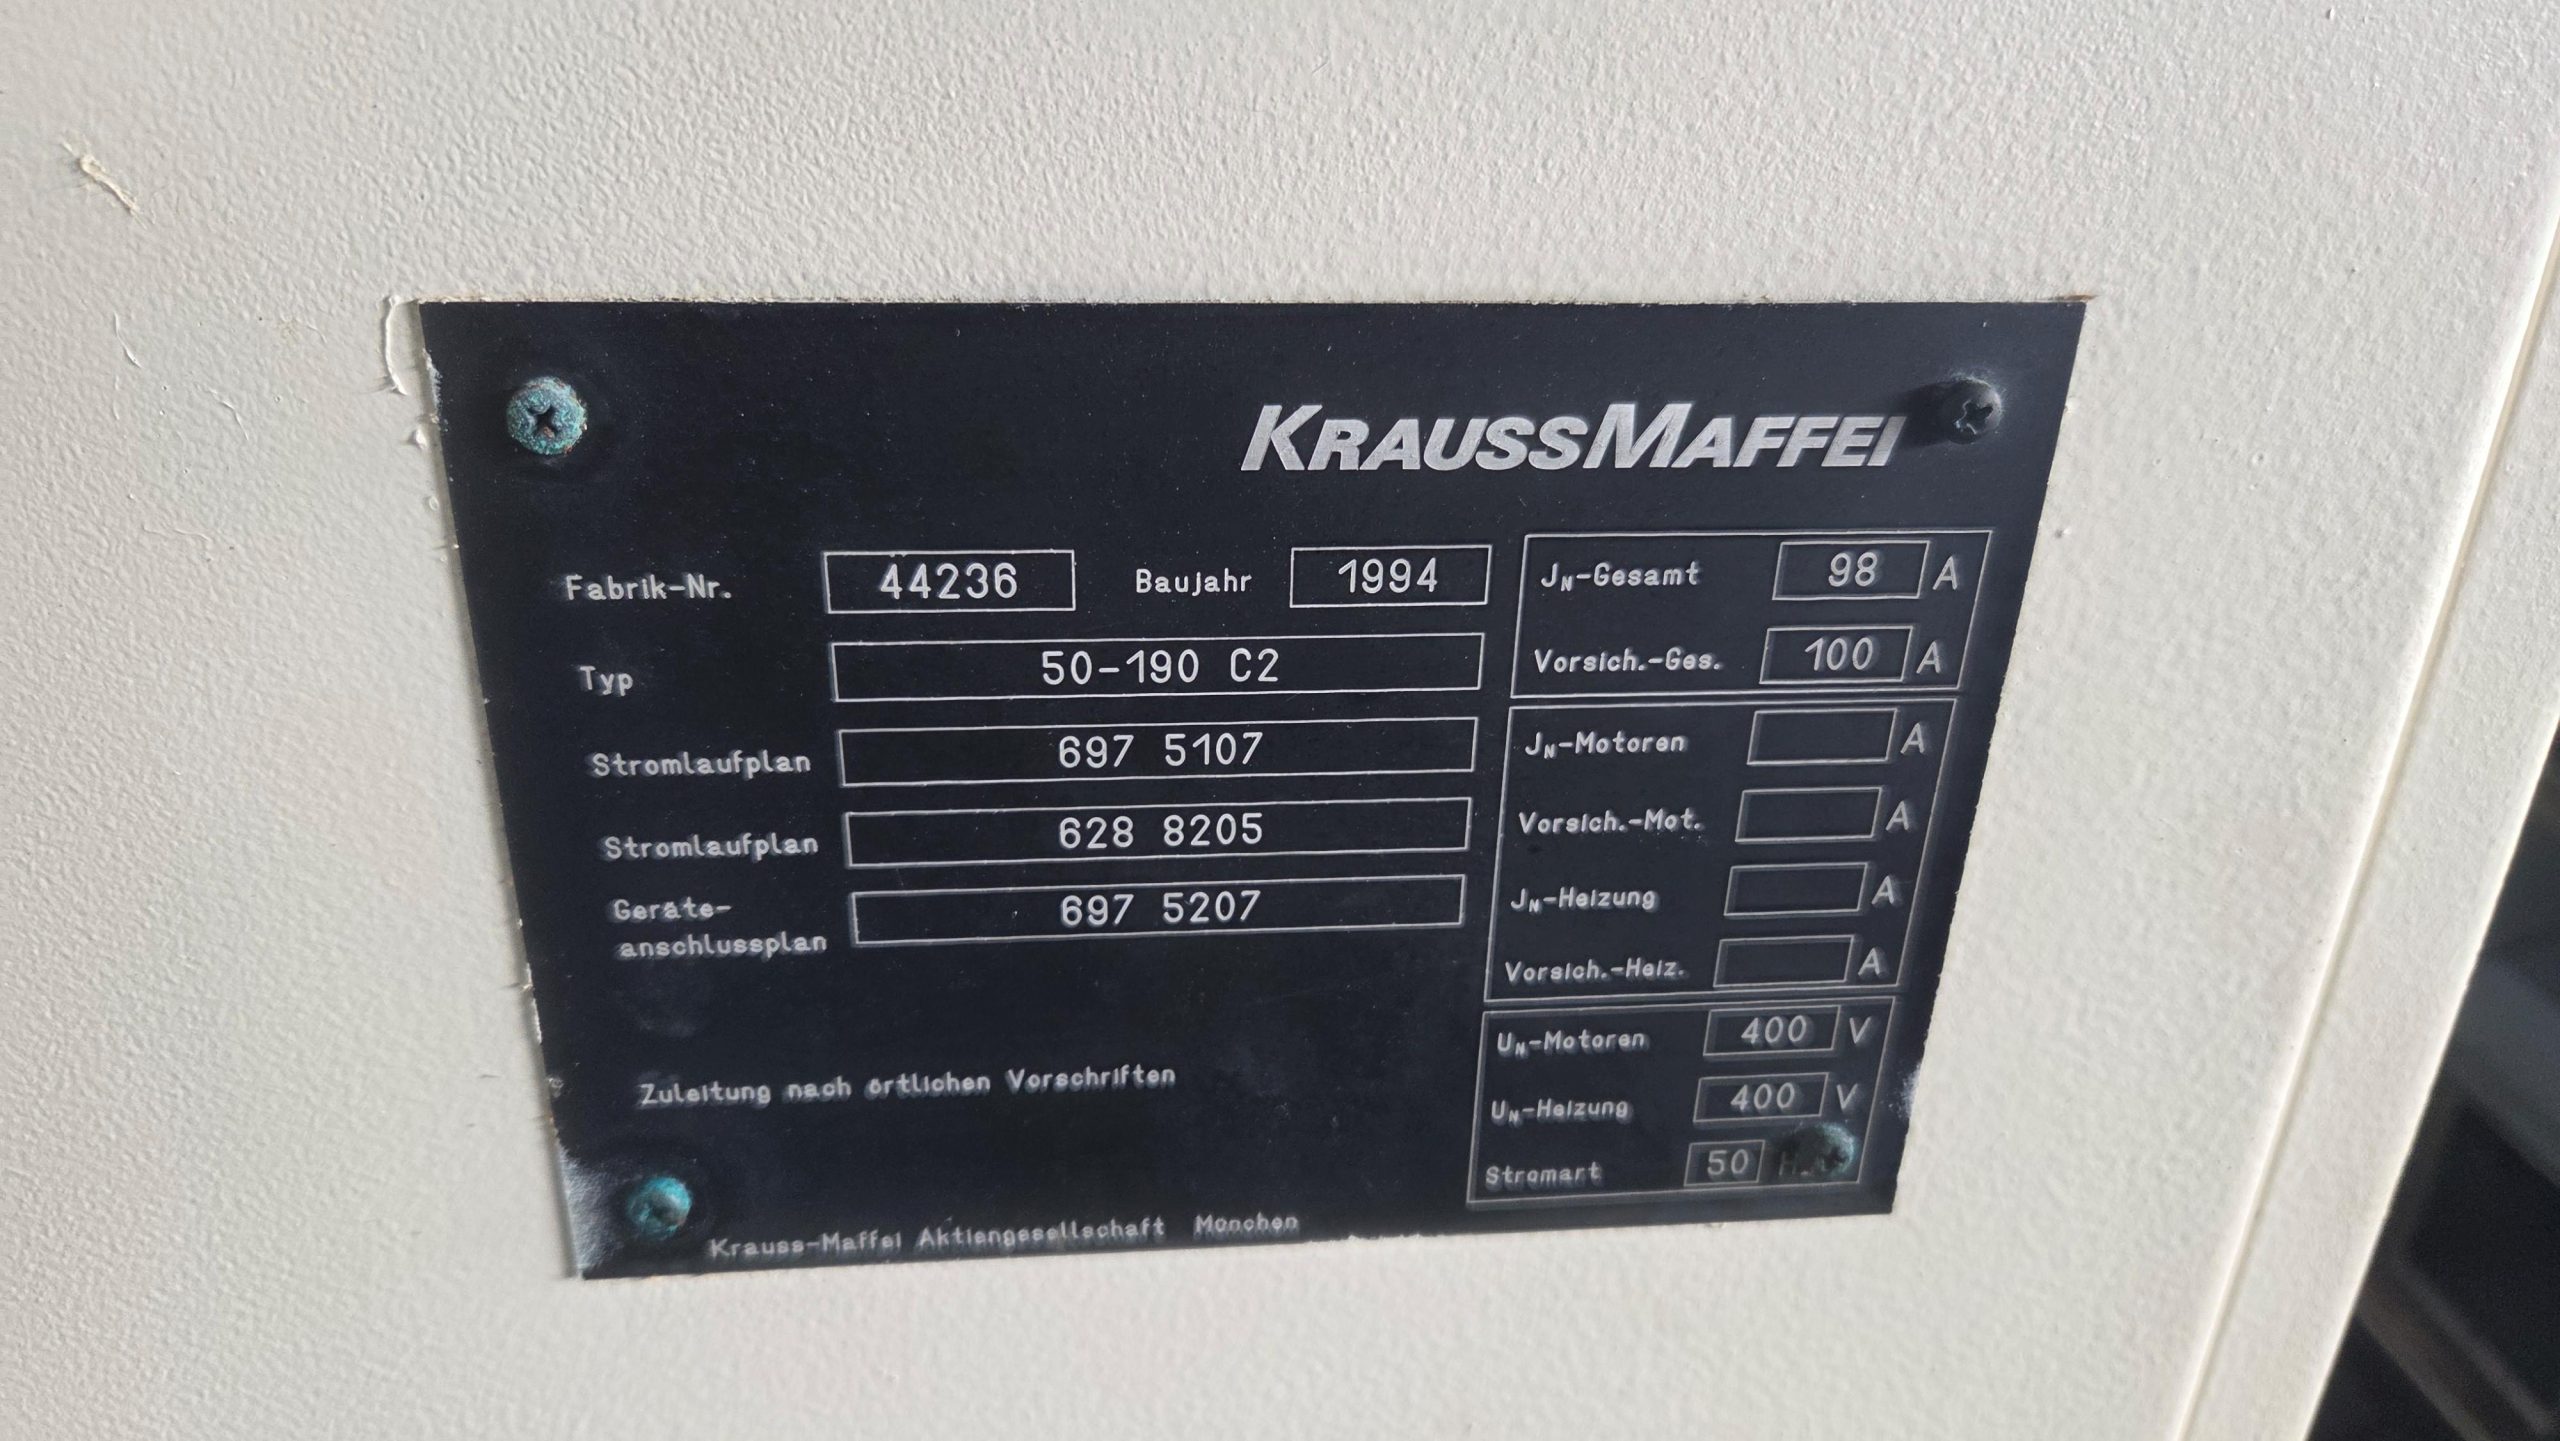 KRAUSSMAFFEI
Fabrik-Nr. 44236 Baujahr 1994
Typ 50-190 C2
Stromlaufplan 697 5107
Stromlaufplan 628 8205
Geräte-
anschlussplan 697 5207
Zuleitung nach örtlichen Vorschriften
Krauss-Maffei Aktiengesellschaft München
JN-Gesamt 98 A
Vorsich.-Ges. 100 A
JN-Motoren A
Vorsich.-Mot. A
JN-Heizung A
Vorsich.-Heiz. A
UN-Motoren 400 V
UN-Heizung 400 V
Stromart 50